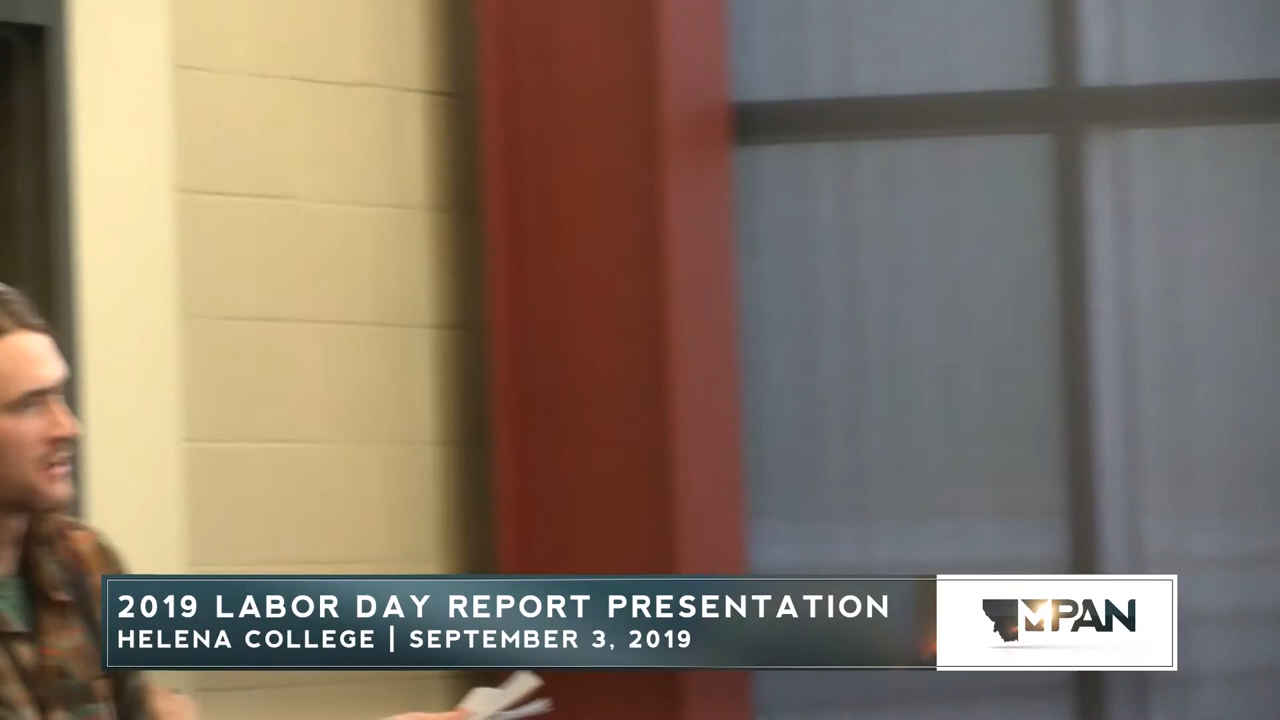 2019 LABOR DAY REPORT PRESENTATION
HELENA COLLEGE | SEPTEMBER 3, 2019
MPAN